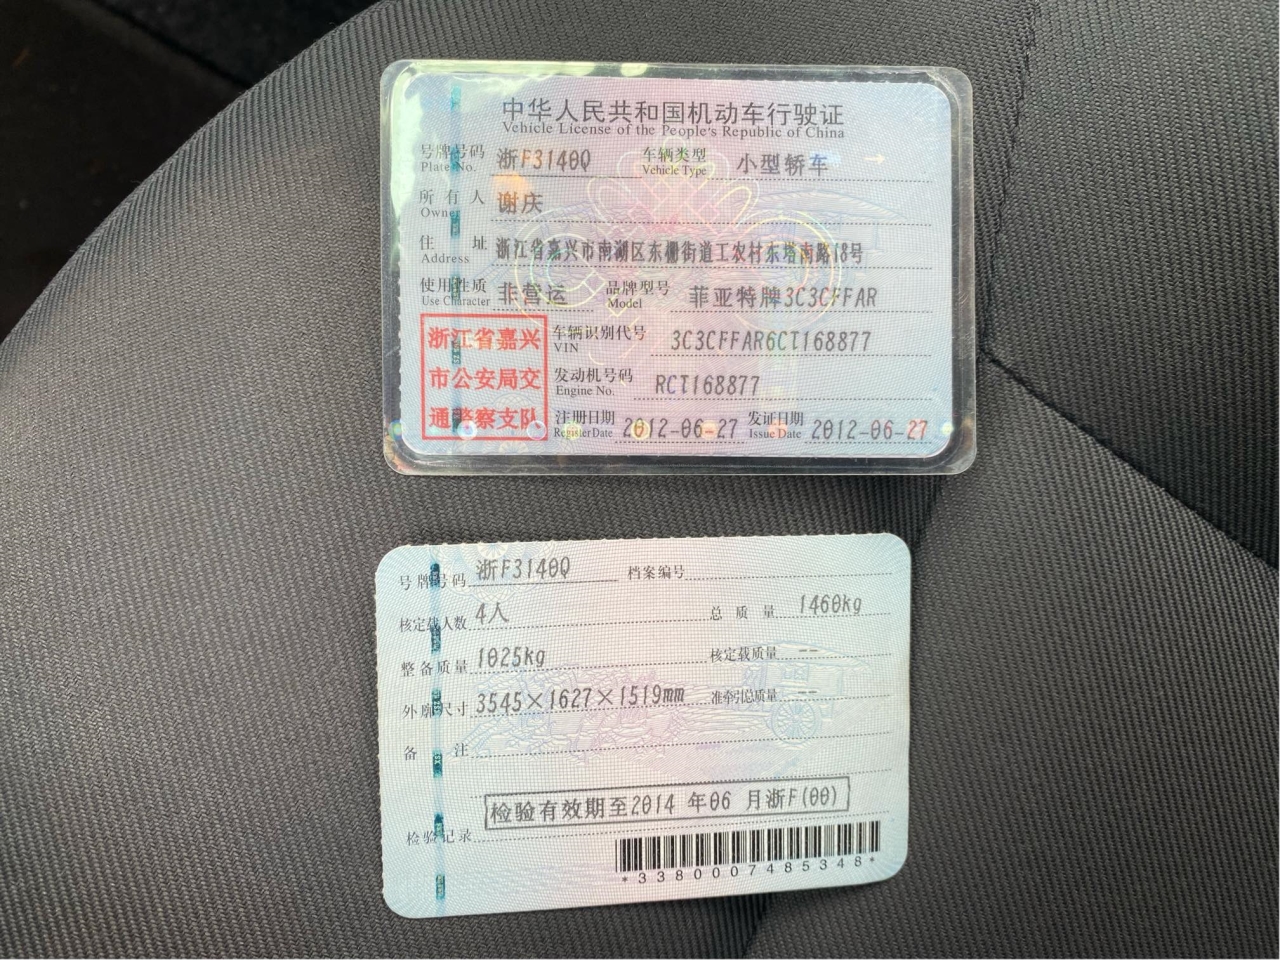 中华人民共和国机动车行驶证
Vehicle License of the People's Republic of China
号牌号码 Plate No. 浙F3140Q 车辆类型 Vehicle Type 小型轿车
所有人 Owner 谢庆
住址 Address 浙江省嘉兴市南湖区东栅街道工农村东塔南路18号
使用性质 Use Character 非营运 品牌型号 Model 菲亚特牌3C3CFFAR
浙江省嘉兴 车辆识别代号 VIN 3C3CFFAR6CT168877
市公安局交 发动机号码 Engine No. RCT168877
通警察支队 注册日期 Register Date 2012-06-27 发证日期 Issue Date 2012-06-27
号牌号码 浙F3140Q 档案编号
核定载人数 4人 总质量 1460kg
整备质量 1025kg 核定载质量 --
外廓尺寸 3545×1627×1519mm 准牵引总质量 --
备注
检验有效期至2014年06月浙F(00)
检验记录
*3380007485348*